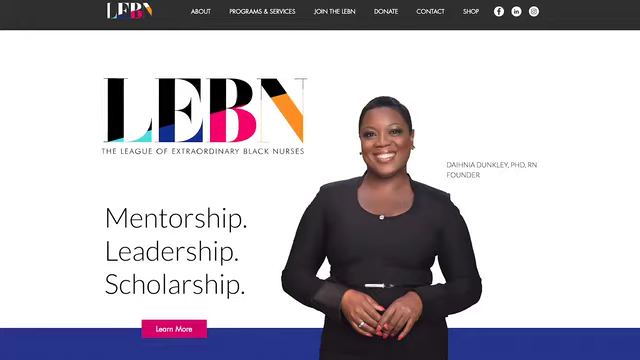 LEBN
ABOUT
PROGRAMS & SERVICES
JOIN THE LEBN
DONATE
CONTACT
SHOP
LEBN
THE LEAGUE OF EXTRAORDINARY BLACK NURSES
DAIHNIA DUNKLEY, PHD, RN
FOUNDER
Mentorship.
Leadership.
Scholarship.
Learn More